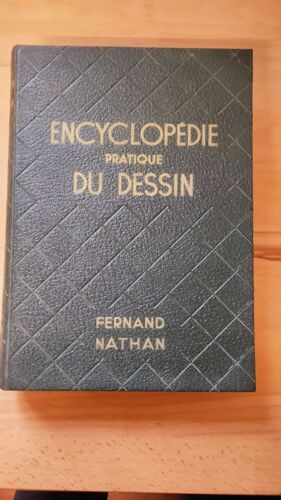 ENCYCLOPÉDIE
PRATIQUE
DU DESSIN
FERNAND
NATHAN